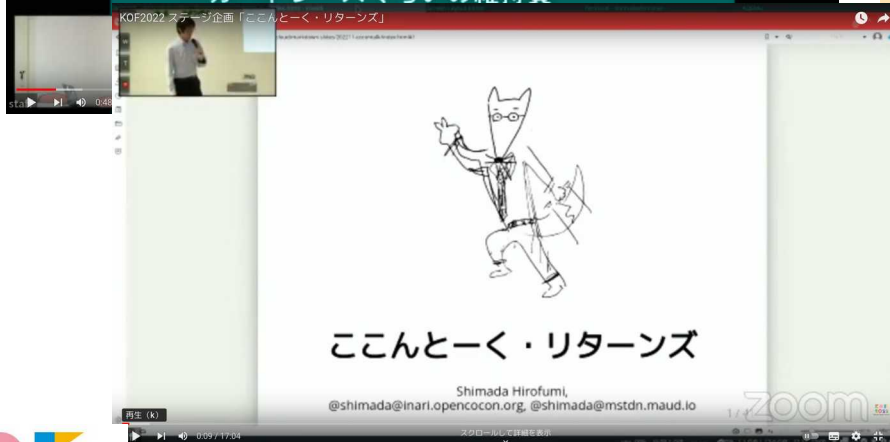 KOF2022 ステージ企画「ここんとーく・リターンズ」
0:48
ここんとーく・リターンズ
Shimada Hirofumi,
@shimada@inari.opencocon.org, @shimada@mstdn.maud.io
zoom
再生（k）
0:09 / 17:04
スクロールして詳細を表示